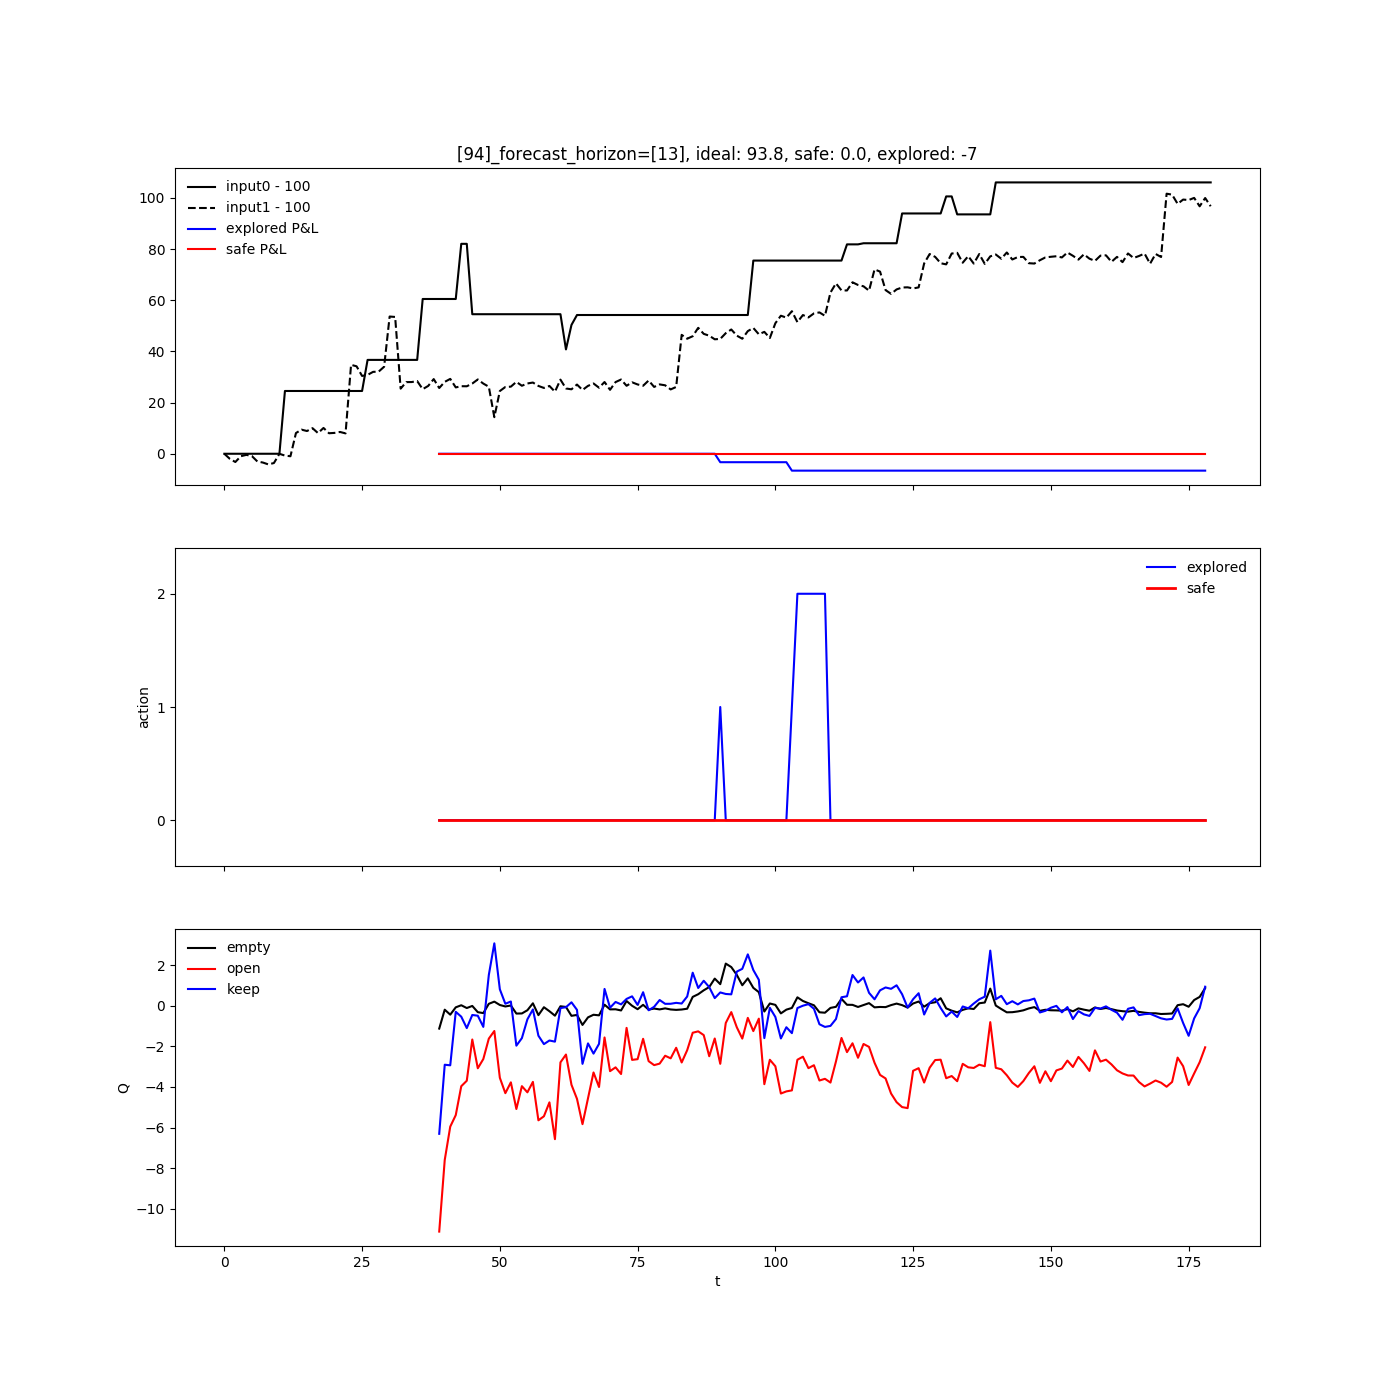 [94]_forecast_horizon=[13], ideal: 93.8, safe: 0.0, explored: -7
input0 - 100
input1 - 100
explored P&L
safe P&L
100
80
60
40
20
0
explored
safe
2
1
0
action
empty
open
keep
2
0
−2
−4
−6
−8
−10
Q
0 25 50 75 100 125 150 175
t